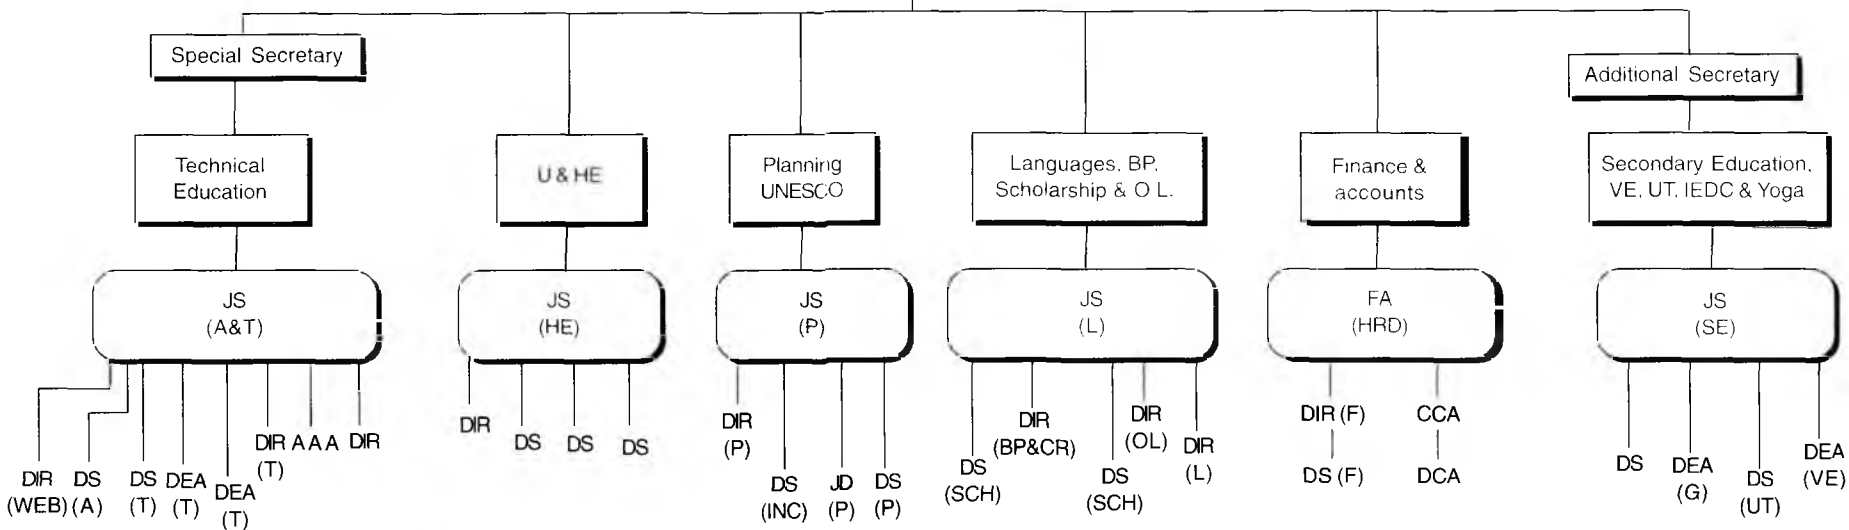 Special Secretary
Additional Secretary
Technical
Education
U & HE
Planning
UNESCO
Languages, BP,
Scholarship & O L.
Finance &
accounts
Secondary Education,
VE, UT, IEDC & Yoga
JS
(A&T)
JS
(HE)
JS
(P)
JS
(L)
FA
(HRD)
JS
(SE)
DIR
(WEB)
DS
(A)
DS
(T)
DEA
(T)
DEA
(T)
DIR
(T)
A A A
DIR
DIR
DS
DS
DS
DIR
(P)
DS
(INC)
JD
(P)
DS
(P)
DS
(SCH)
DIR
(BP&CR)
DS
(SCH)
DIR
(OL)
DIR
(L)
DIR (F)
DS (F)
CCA
DCA
DS
DEA
(G)
DS
(UT)
DEA
(VE)